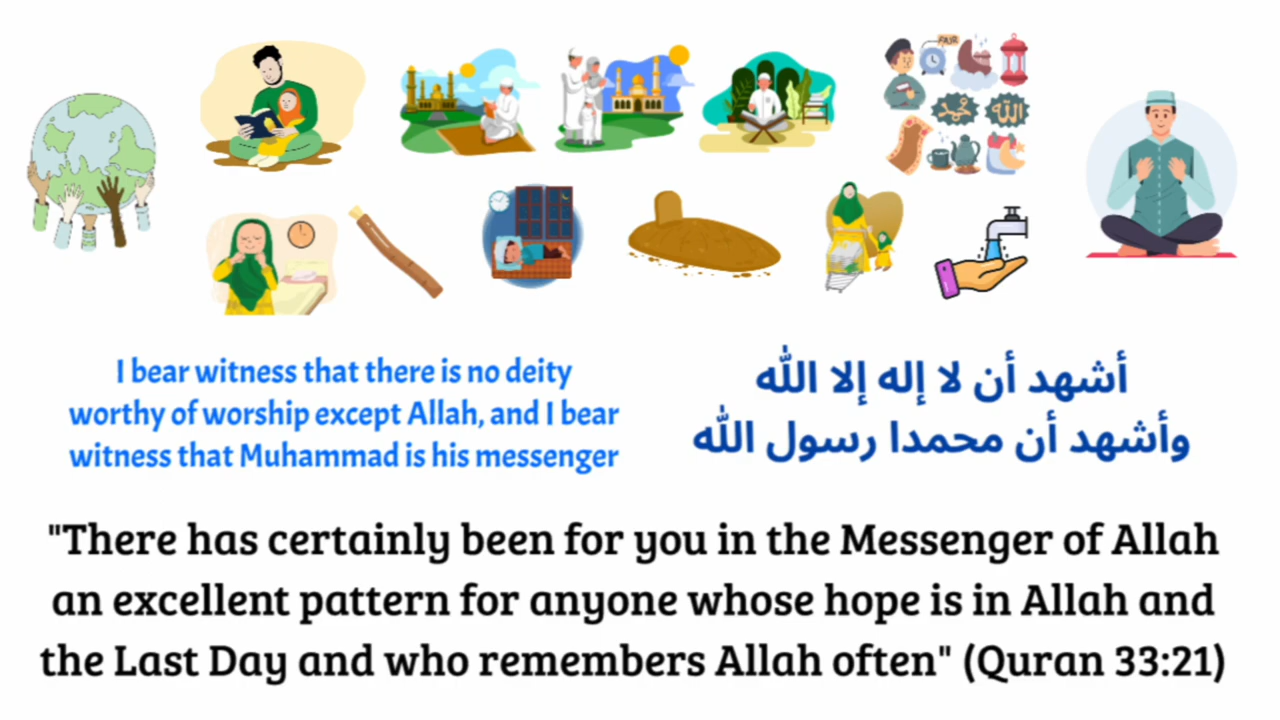 FAJR
محمد
الله
I bear witness that there is no deity
worthy of worship except Allah, and I bear
witness that Muhammad is his messenger
أشهد أن لا إله إلا الله
وأشهد أن محمدا رسول الله
"There has certainly been for you in the Messenger of Allah
an excellent pattern for anyone whose hope is in Allah and
the Last Day and who remembers Allah often" (Quran 33:21)